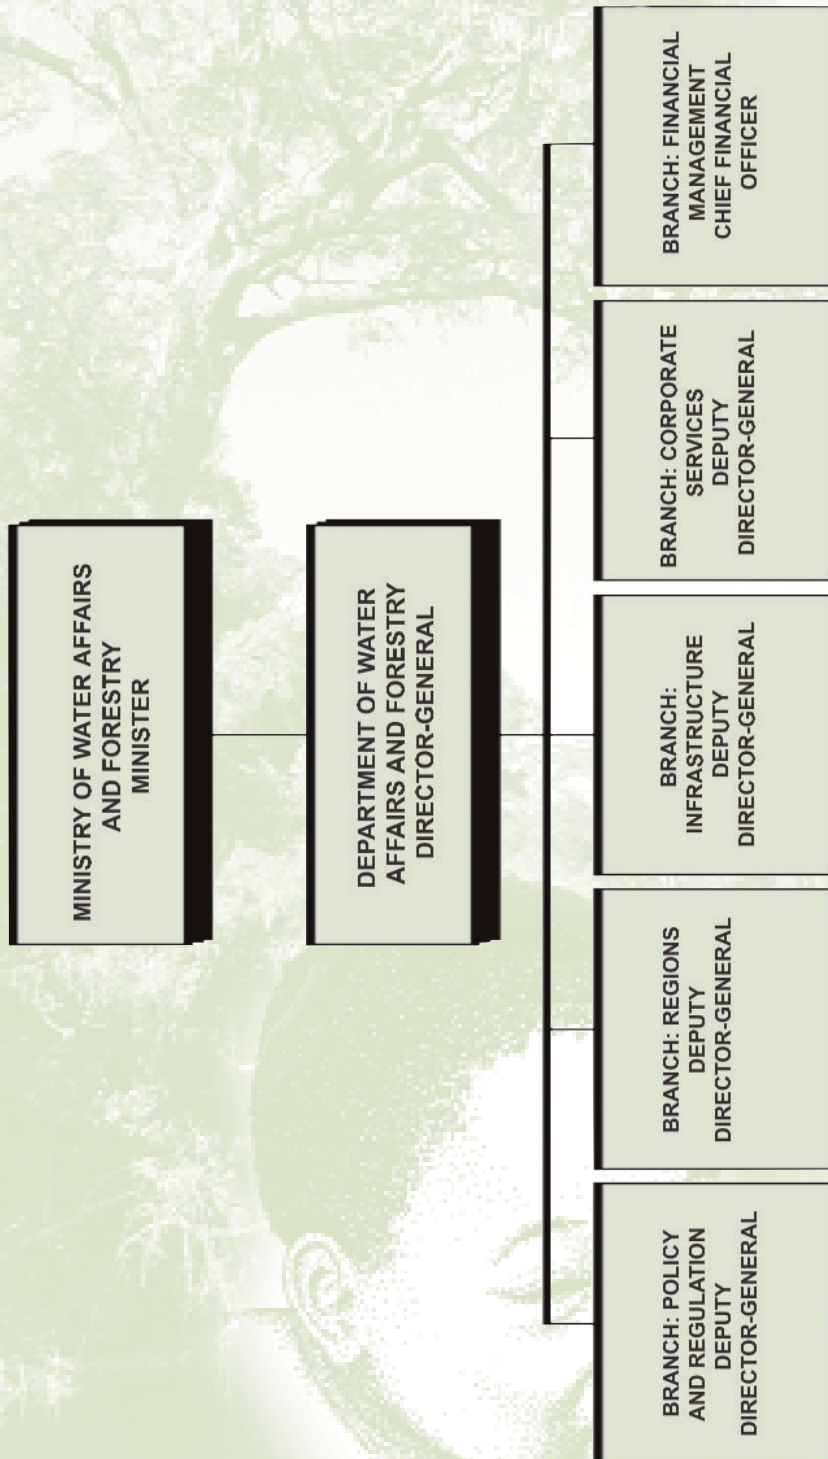 MINISTRY OF WATER AFFAIRS
AND FORESTRY
MINISTER
DEPARTMENT OF WATER
AFFAIRS AND FORESTRY
DIRECTOR-GENERAL
BRANCH: POLICY
AND REGULATION
DEPUTY
DIRECTOR-GENERAL
BRANCH: REGIONS
DEPUTY
DIRECTOR-GENERAL
BRANCH:
INFRASTRUCTURE
DEPUTY
DIRECTOR-GENERAL
BRANCH: CORPORATE
SERVICES
DEPUTY
DIRECTOR-GENERAL
BRANCH: FINANCIAL
MANAGEMENT
CHIEF FINANCIAL
OFFICER